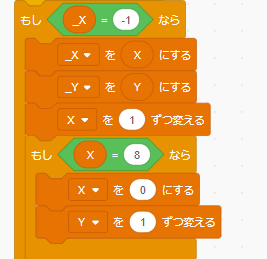 もし _X = -1 なら
_X を X にする
_Y を Y にする
X を 1 ずつ変える
もし X = 8 なら
X を 0 にする
Y を 1 ずつ変える